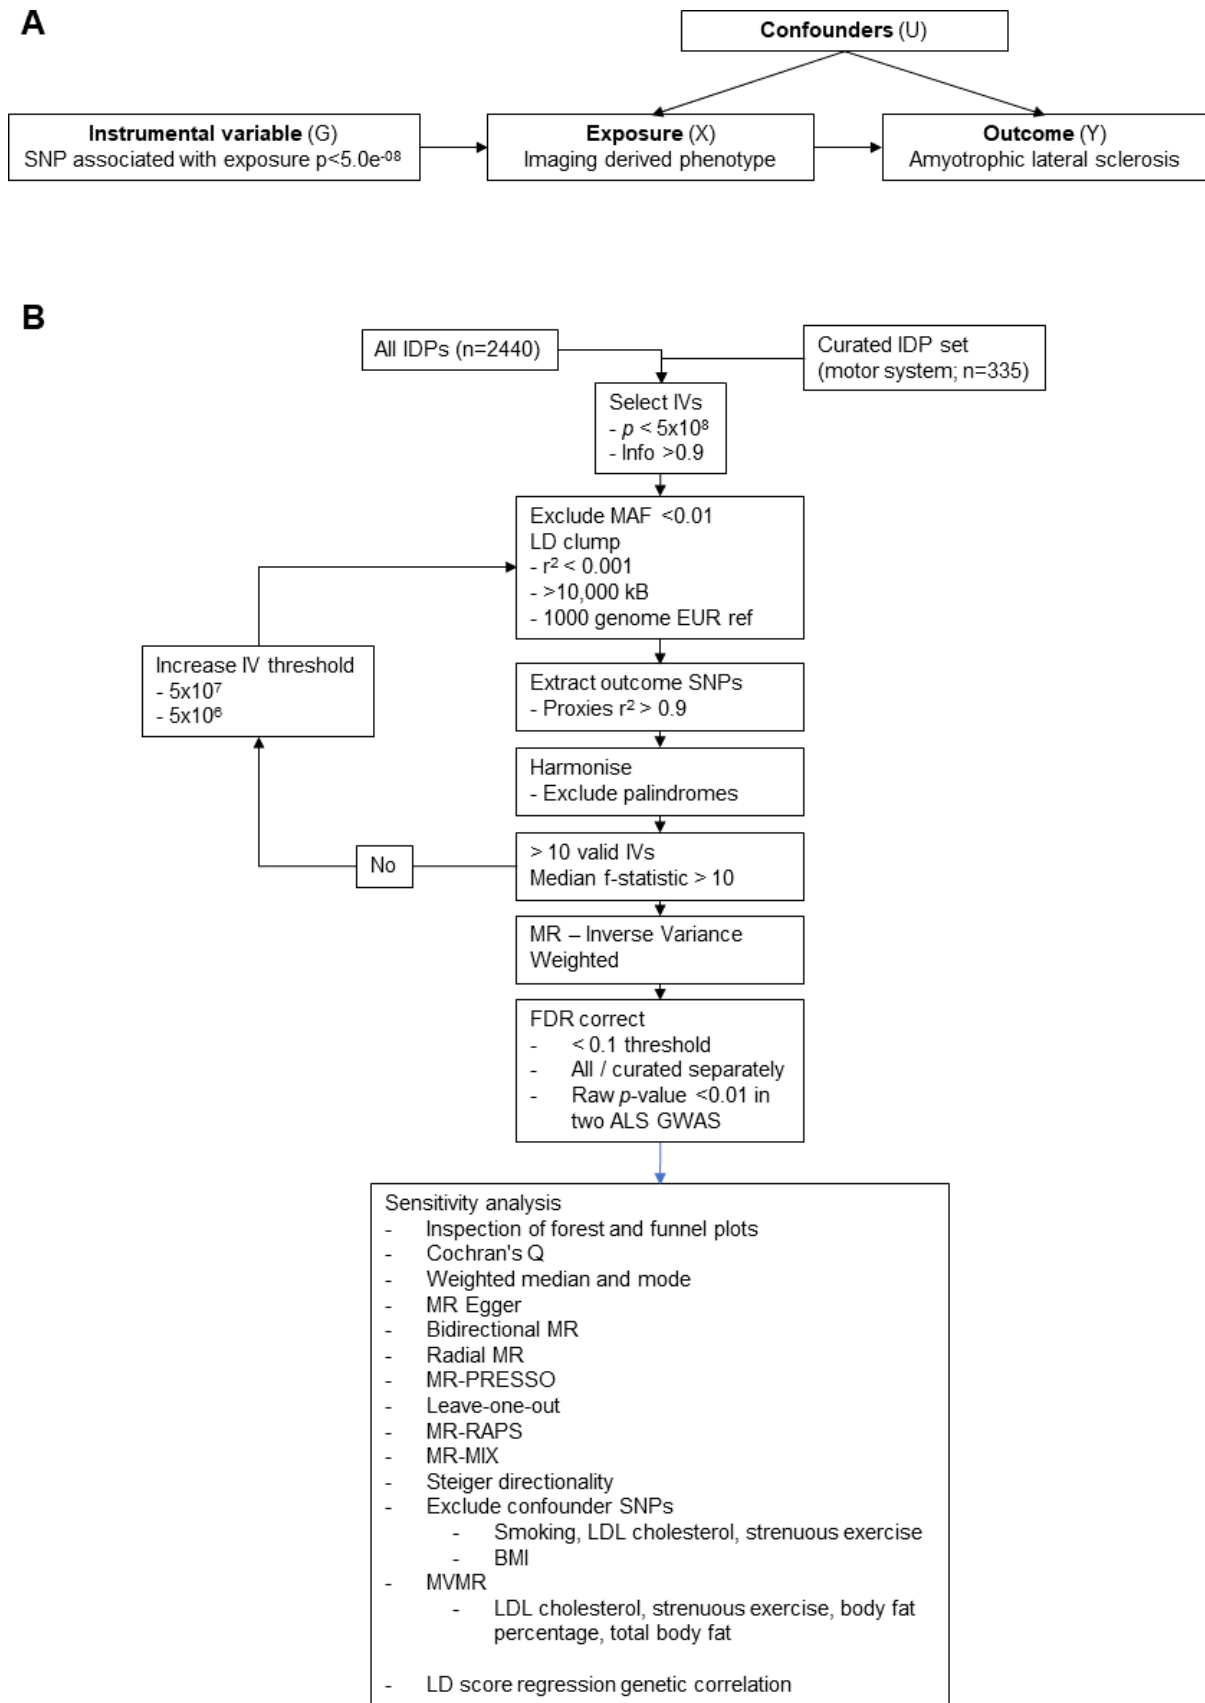 A
Confounders (U)
Instrumental variable (G)
SNP associated with exposure p<5.0e⁻⁰⁸
Exposure (X)
Imaging derived phenotype
Outcome (Y)
Amyotrophic lateral sclerosis
B
All IDPs (n=2440)
Curated IDP set
(motor system; n=335)
Select IVs
- p < 5x10⁸
- Info >0.9
Exclude MAF <0.01
LD clump
- r² < 0.001
- >10,000 kB
- 1000 genome EUR ref
Increase IV threshold
- 5x10⁷
- 5x10⁶
Extract outcome SNPs
- Proxies r² > 0.9
Harmonise
- Exclude palindromes
No
> 10 valid IVs
Median f-statistic > 10
MR – Inverse Variance
Weighted
FDR correct
- < 0.1 threshold
- All / curated separately
- Raw p-value <0.01 in
two ALS GWAS
Sensitivity analysis
- Inspection of forest and funnel plots
- Cochran's Q
- Weighted median and mode
- MR Egger
- Bidirectional MR
- Radial MR
- MR-PRESSO
- Leave-one-out
- MR-RAPS
- MR-MIX
- Steiger directionality
- Exclude confounder SNPs
- Smoking, LDL cholesterol, strenuous exercise
- BMI
- MVMR
- LDL cholesterol, strenuous exercise, body fat
percentage, total body fat
- LD score regression genetic correlation